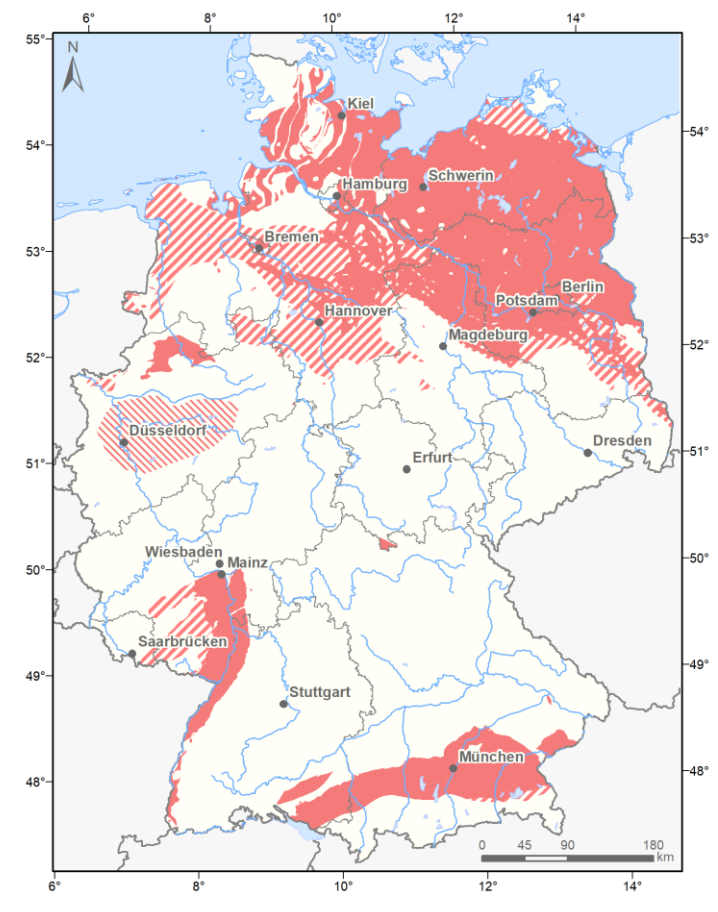 6° 8° 10° 12° 14°
55°
N
Kiel
54° 54°
Schwerin
Hamburg
Bremen
53° 53°
Berlin
Potsdam
Hannover
Magdeburg
52° 52°
Düsseldorf
Dresden
51° 51°
Erfurt
Wiesbaden
50° Mainz 50°
Saarbrücken
49° 49°
Stuttgart
München
48° 48°
0 45 90 180
km
6° 8° 10° 12° 14°